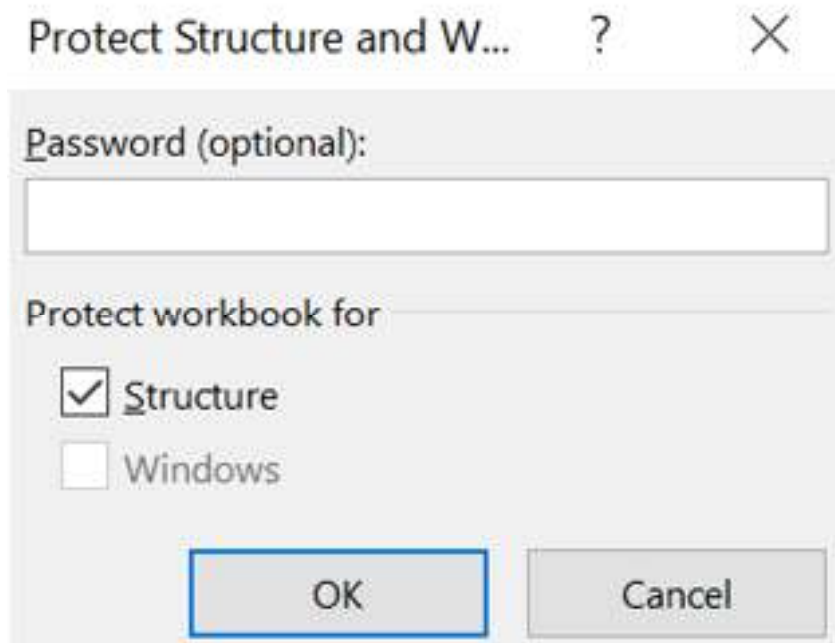 Protect Structure and W... ?
Password (optional):
Protect workbook for
Structure
Windows
OK Cancel